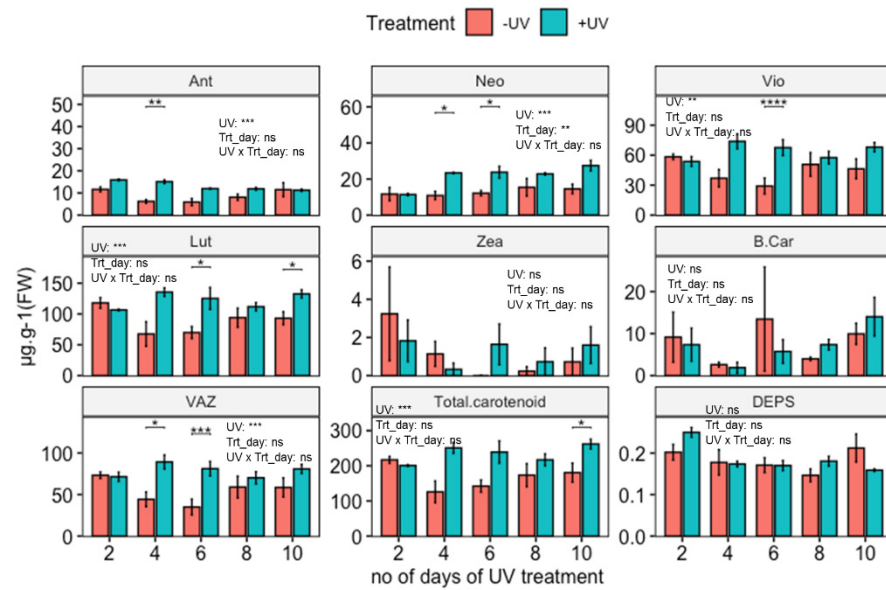 Treatment -UV +UV
Ant
Neo
Vio
50
40
30
20
10
0
**
UV: ***
Trt_day: ns
UV x Trt_day: ns
60
40
20
0
*
*
UV: ***
Trt_day: **
UV x Trt_day: ns
90
60
30
0
UV: **
Trt_day: ns
UV x Trt_day: ns
****
Lut
Zea
B.Car
150
100
50
0
UV: ***
Trt_day: ns
UV x Trt_day: ns
*
*
6
4
2
0
UV: ns
Trt_day: ns
UV x Trt_day: ns
20
10
0
UV: ns
Trt_day: ns
UV x Trt_day: ns
VAZ
Total.carotenoid
DEPS
100
50
0
*
***
UV: ***
Trt_day: ns
UV x Trt_day: ns
300
200
100
0
UV: ***
Trt_day: ns
UV x Trt_day: ns
*
0.2
0.1
0.0
UV: ns
Trt_day: ns
UV x Trt_day: ns
2 4 6 8 10
2 4 6 8 10
2 4 6 8 10
µg.g-1(FW)
no of days of UV treatment